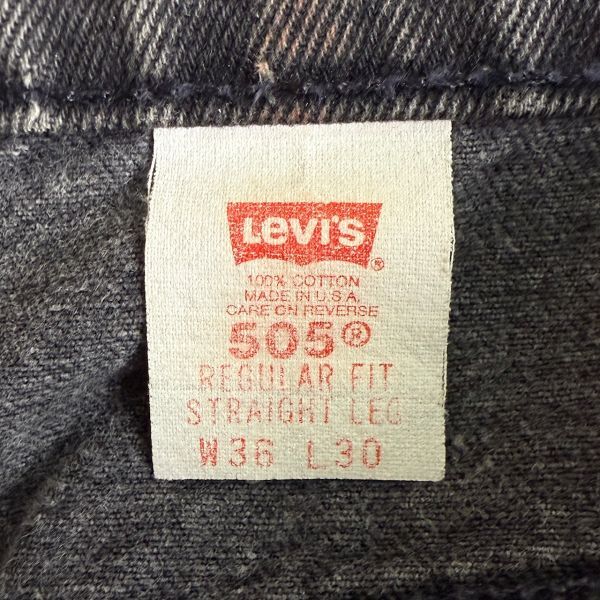 Levi's
®
100% COTTON
MADE IN U.S.A.
CARE ON REVERSE
505®
REGULAR FIT
STRAIGHT LEG
W36 L30